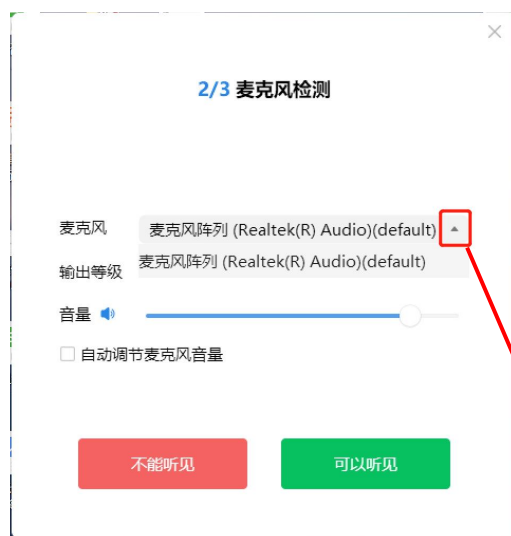 2/3 麦克风检测
麦克风 麦克风阵列 (Realtek(R) Audio)(default)
麦克风阵列 (Realtek(R) Audio)(default)
输出等级
音量
自动调节麦克风音量
不能听见 可以听见